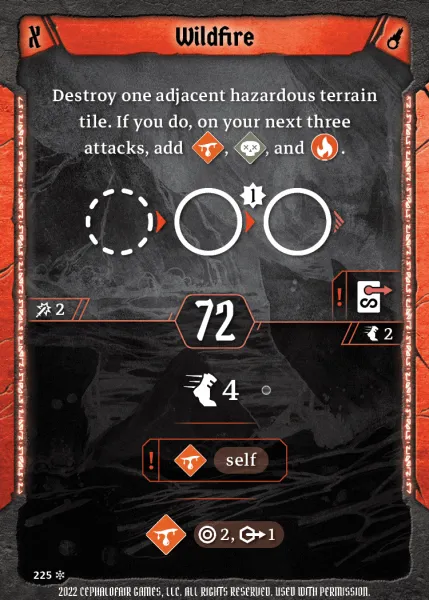 X
Wildfire
Destroy one adjacent hazardous terrain
tile. If you do, on your next three
attacks, add , , and .
1
! S
2
72
2
4
! self
2, 1
225
2022 CEPHALOFAIR GAMES, LLC. ALL RIGHTS RESERVED. USED WITH PERMISSION.